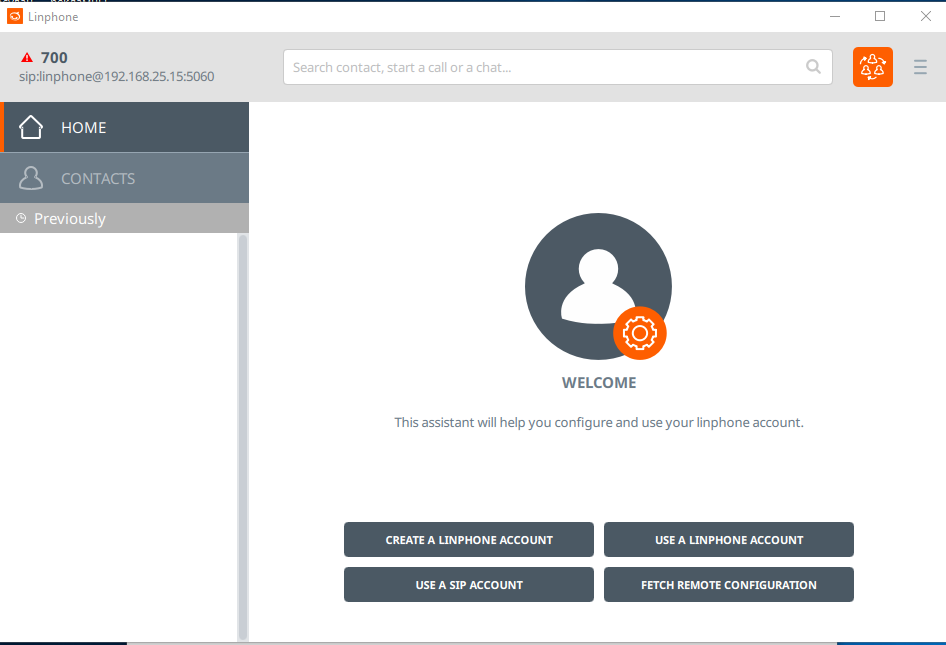 Linphone
700
sip:linphone@192.168.25.15:5060
Search contact, start a call or a chat...
HOME
CONTACTS
Previously
WELCOME
This assistant will help you configure and use your linphone account.
CREATE A LINPHONE ACCOUNT
USE A LINPHONE ACCOUNT
USE A SIP ACCOUNT
FETCH REMOTE CONFIGURATION